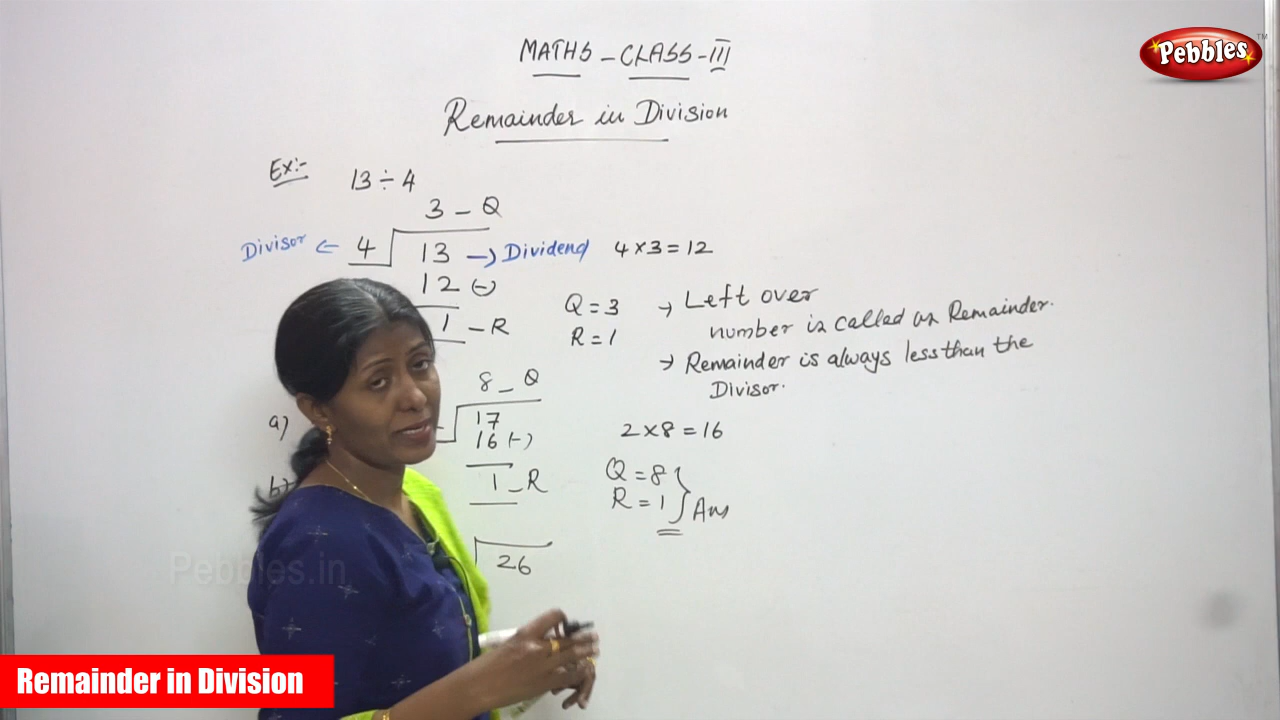 MATHS - CLASS - III
Pebbles™
Remainder in Division
Ex:-
13 ÷ 4
3 - Q
Divisor ← 4 13 → Dividend 4 × 3 = 12
12 (-)
1 - R
Q = 3
R = 1
→ Left over
number is called as Remainder.
→ Remainder is always less than the
Divisor.
8 - Q
a) 17
16 (-)
1 - R
2 × 8 = 16
Q = 8
R = 1 } Ans
b)
26
Pebbles.in
Remainder in Division